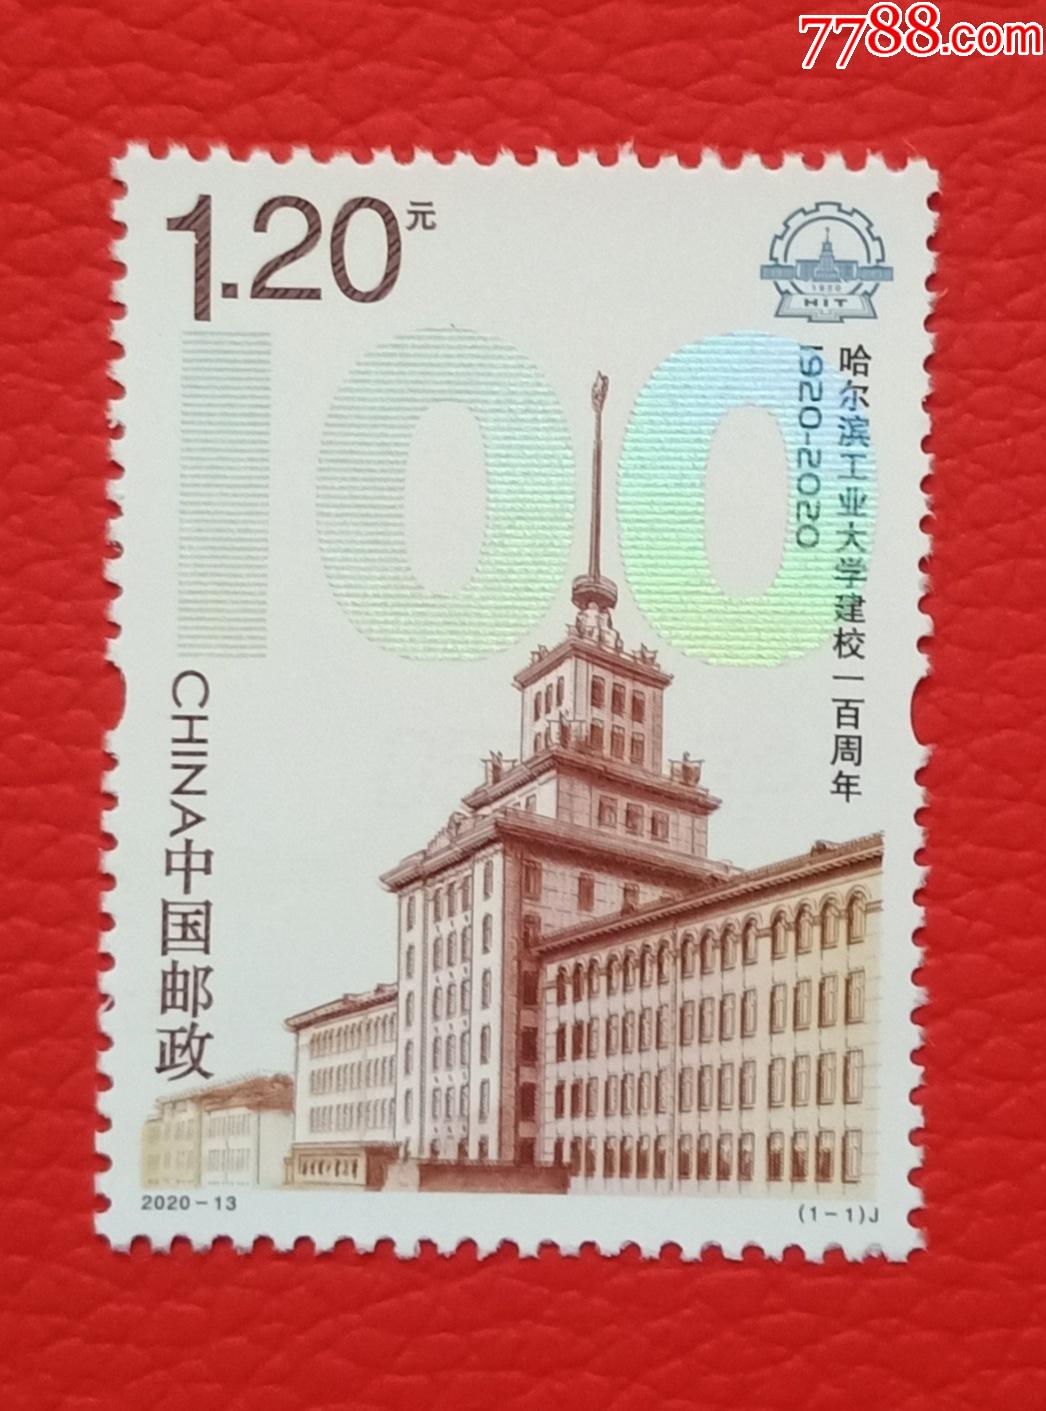 7788.com
1.20元
1920
HIT
100
哈尔滨工业大学建校一百周年
1920-2020
CHINA中国邮政
2020-13
(1-1)J